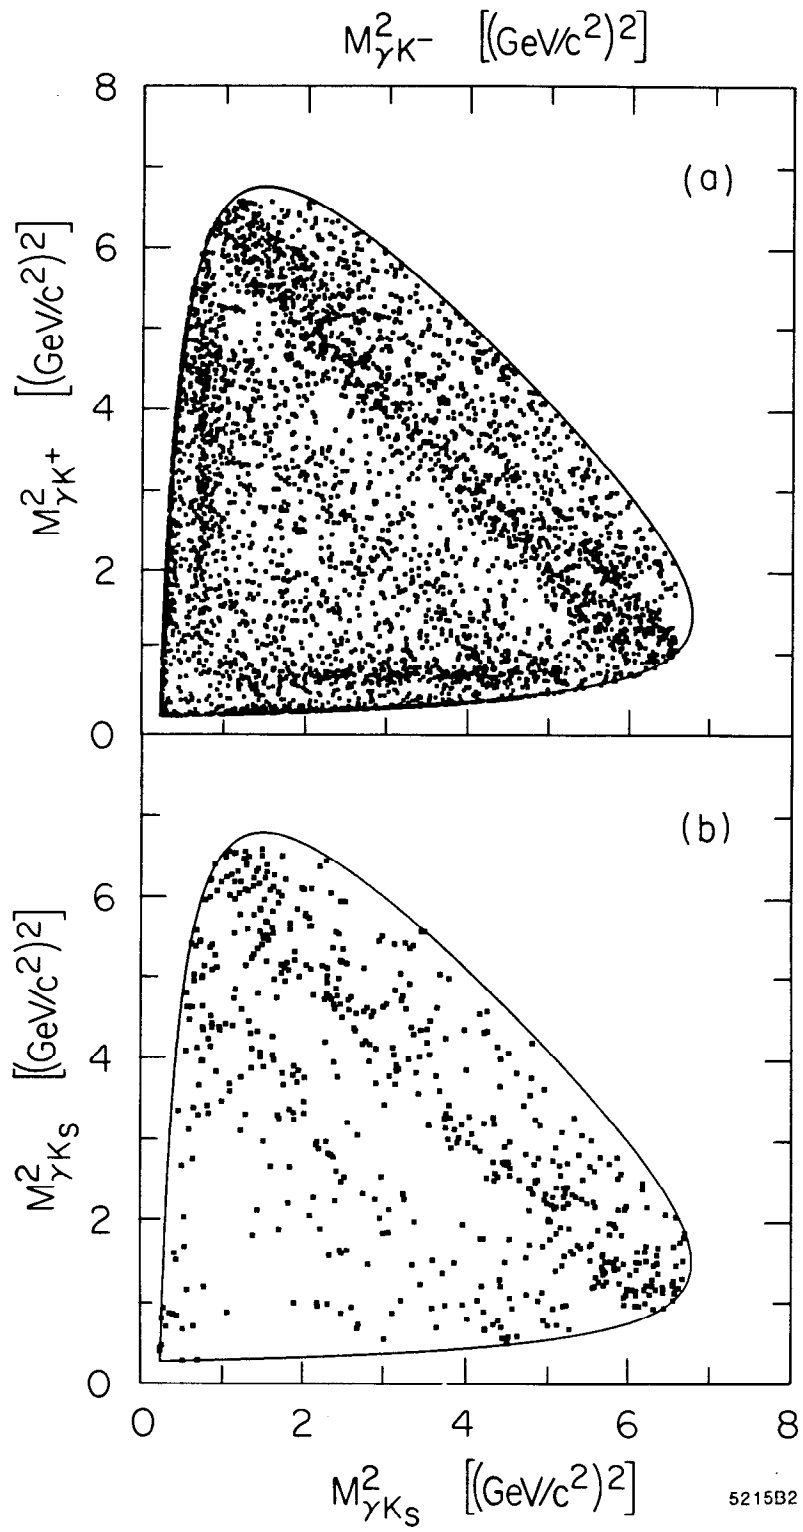 M²γK⁻ [(GeV/c²)²]
8
(a)
6
M²γK⁺ [(GeV/c²)²]
4
2
0
(b)
6
M²γKS [(GeV/c²)²]
4
2
0
0 2 4 6 8
M²γKS [(GeV/c²)²]
5215B2